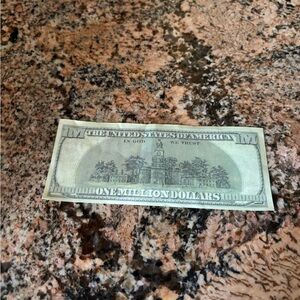 THE UNITED STATES OF AMERICA
IN GOD WE TRUST
ONE MILLION DOLLARS